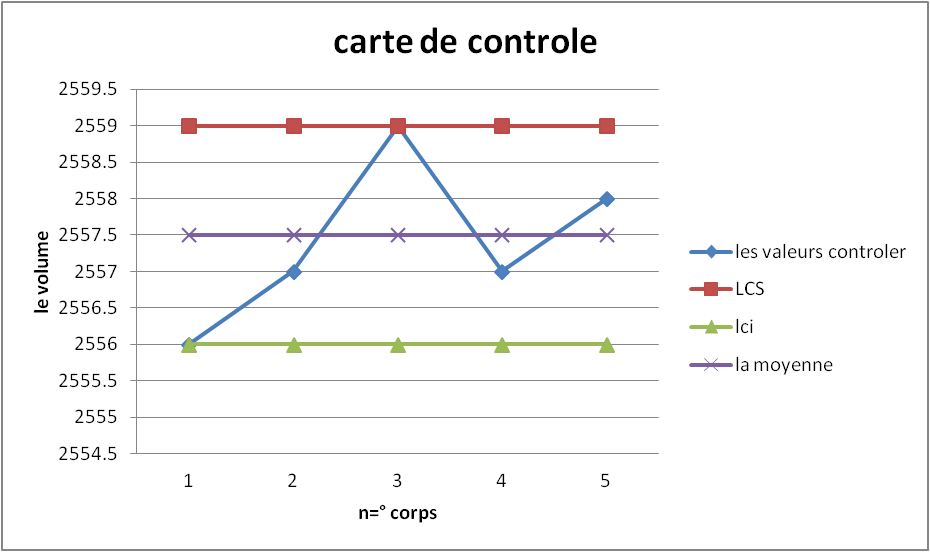 carte de controle
2559.5
2559
2558.5
2558
2557.5
2557
2556.5
2556
2555.5
2555
2554.5
le volume
1 2 3 4 5
n=° corps
les valeurs controler
LCS
lci
la moyenne